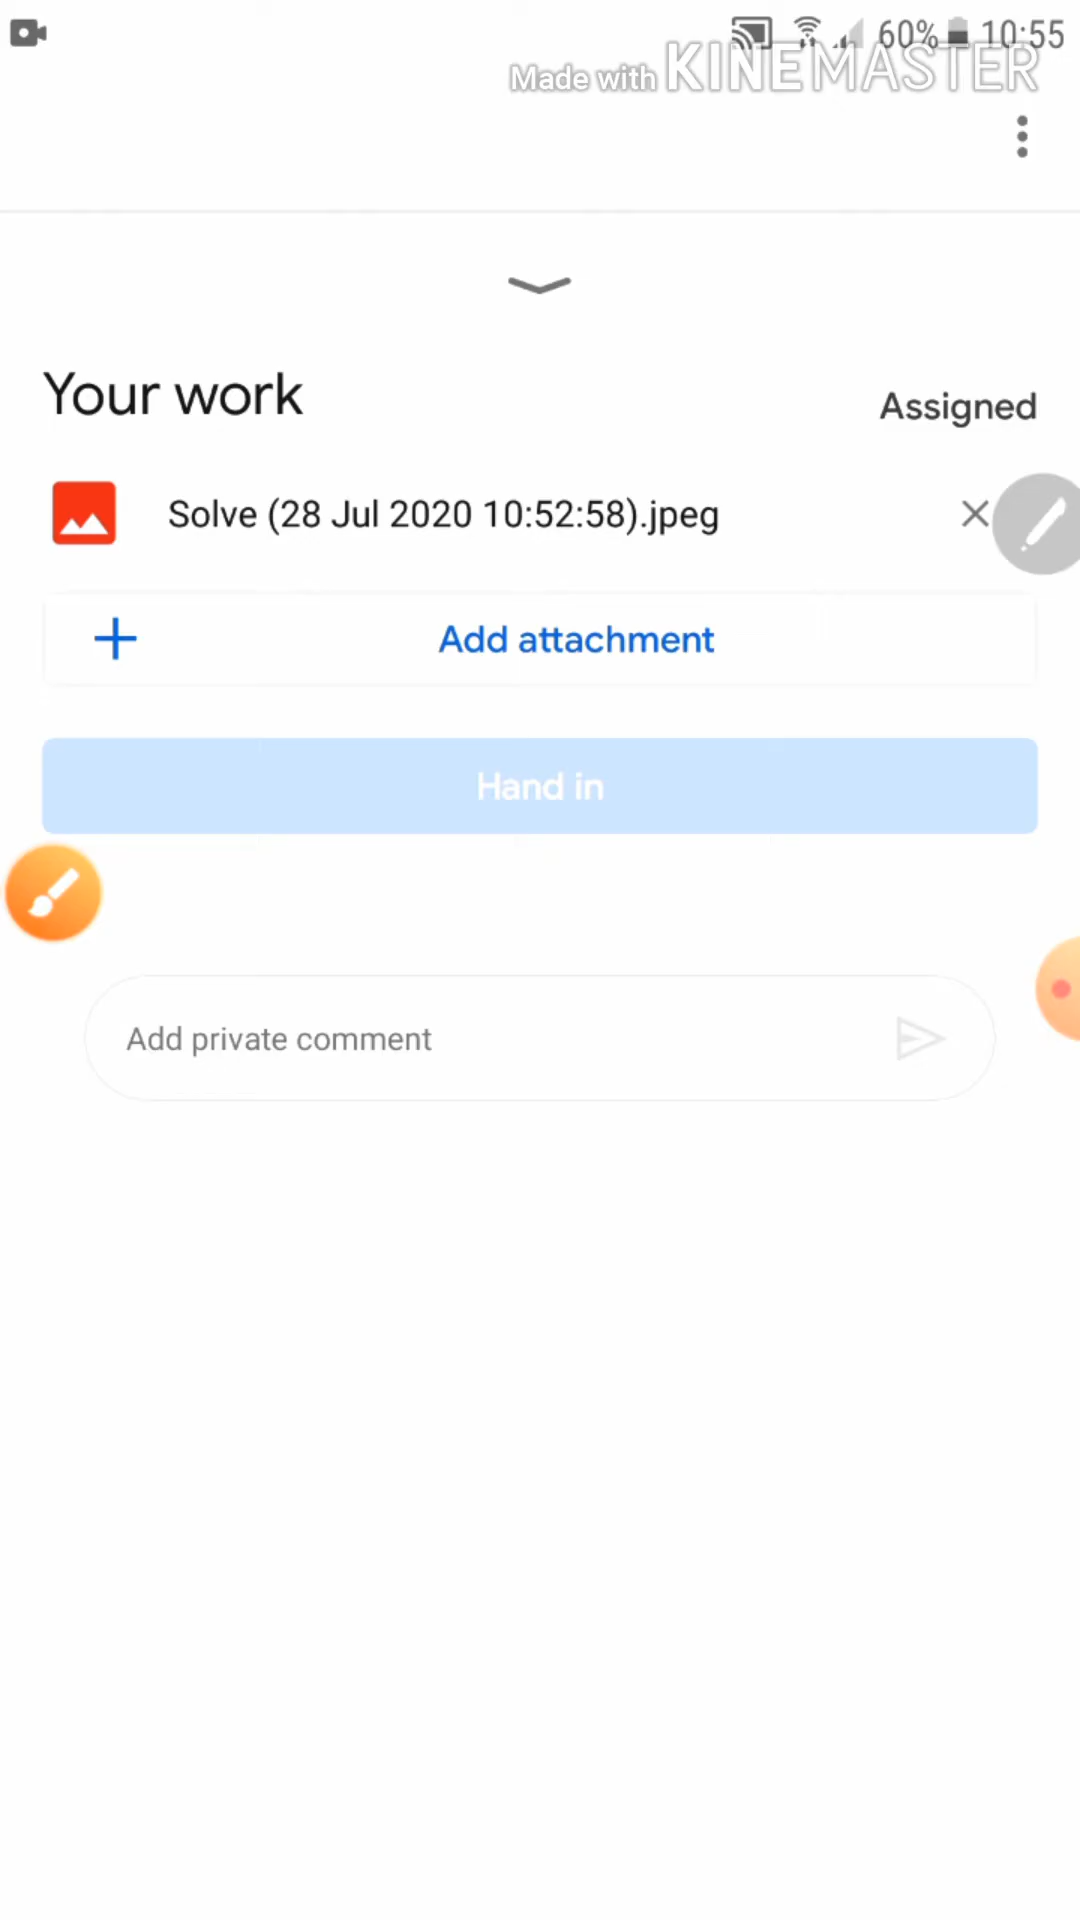 60% 10:55
Made with KINEMASTER
Your work
Assigned
Solve (28 Jul 2020 10:52:58).jpeg
Add attachment
Hand in
Add private comment